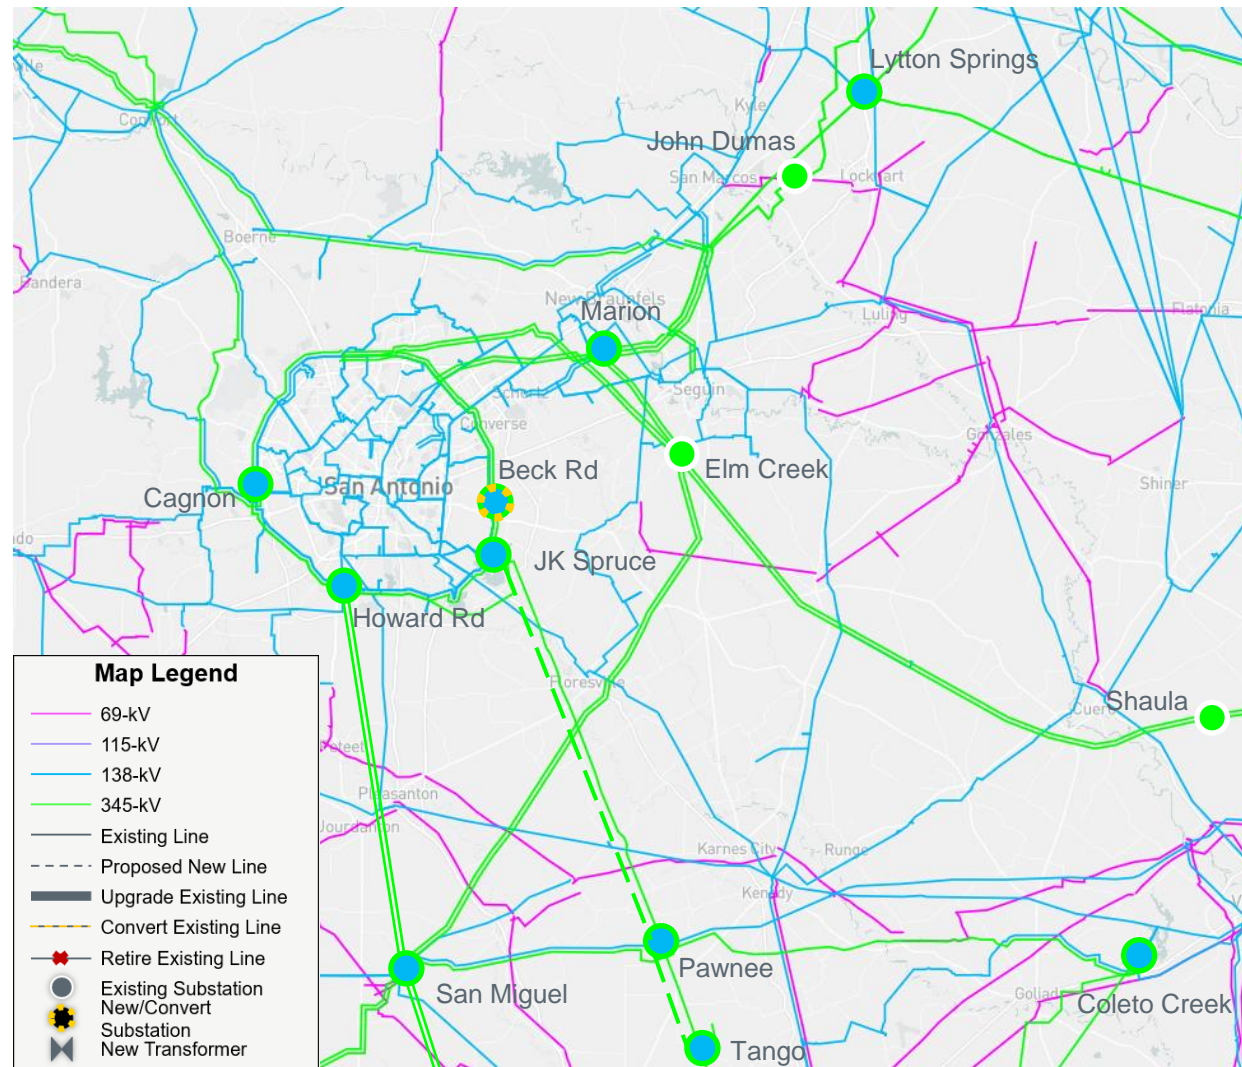 Lytton Springs
Kyle
Comfort
John Dumas
San Marcos
Lockhart
Boerne
Bandera
New Braunfels
Marion
Luling
Flatonia
Seguin
Schertz
Converse
Gonzales
Beck Rd
Elm Creek
Cagnon
San Antonio
Shiner
JK Spruce
Howard Rd
Floresville
Shaula
Cuero
Poteet
Pleasanton
Jourdanton
Karnes City
Runge
Kenedy
Pawnee
San Miguel
Goliad
Coleto Creek
Tango
Map Legend
69-kV
115-kV
138-kV
345-kV
Existing Line
Proposed New Line
Upgrade Existing Line
Convert Existing Line
Retire Existing Line
Existing Substation
New/Convert
Substation
New Transformer